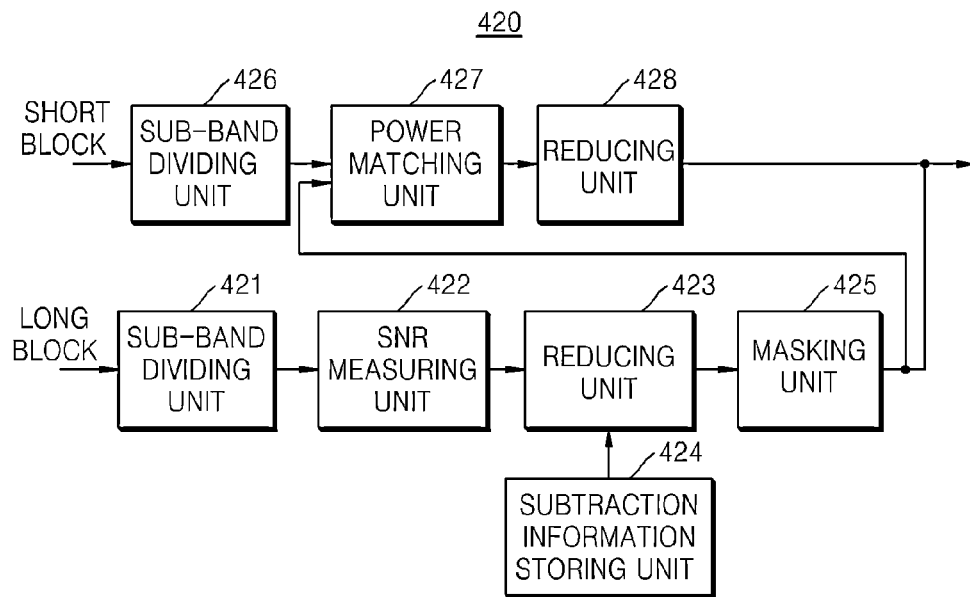 420
426
427
428
SHORT
BLOCK
SUB-BAND
DIVIDING
UNIT
POWER
MATCHING
UNIT
REDUCING
UNIT
421
422
423
425
LONG
BLOCK
SUB-BAND
DIVIDING
UNIT
SNR
MEASURING
UNIT
REDUCING
UNIT
MASKING
UNIT
424
SUBTRACTION
INFORMATION
STORING UNIT